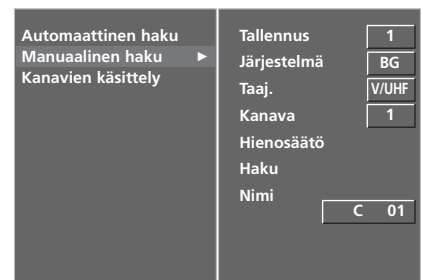 Automaattinen haku
Manuaalinen haku ►
Kanavien käsittely
Tallennus 1
Järjestelmä BG
Taaj. V/UHF
Kanava 1
Hienosäätö
Haku
Nimi
C 01